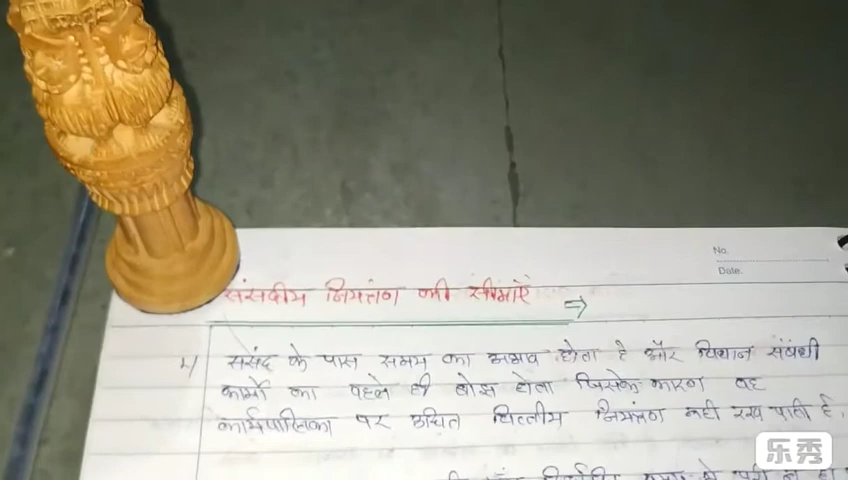 No.
Date.
संसदीय नियंत्रण की सीमाएँ
1/ संसद के पास समय का अभाव होता है और विधान संबंधी
कार्मो का पहले ही बोझ होता जिसके कारण वह
कार्यपालिका पर उचित वित्तीय नियंत्रण नही रख पाती है,
乐秀